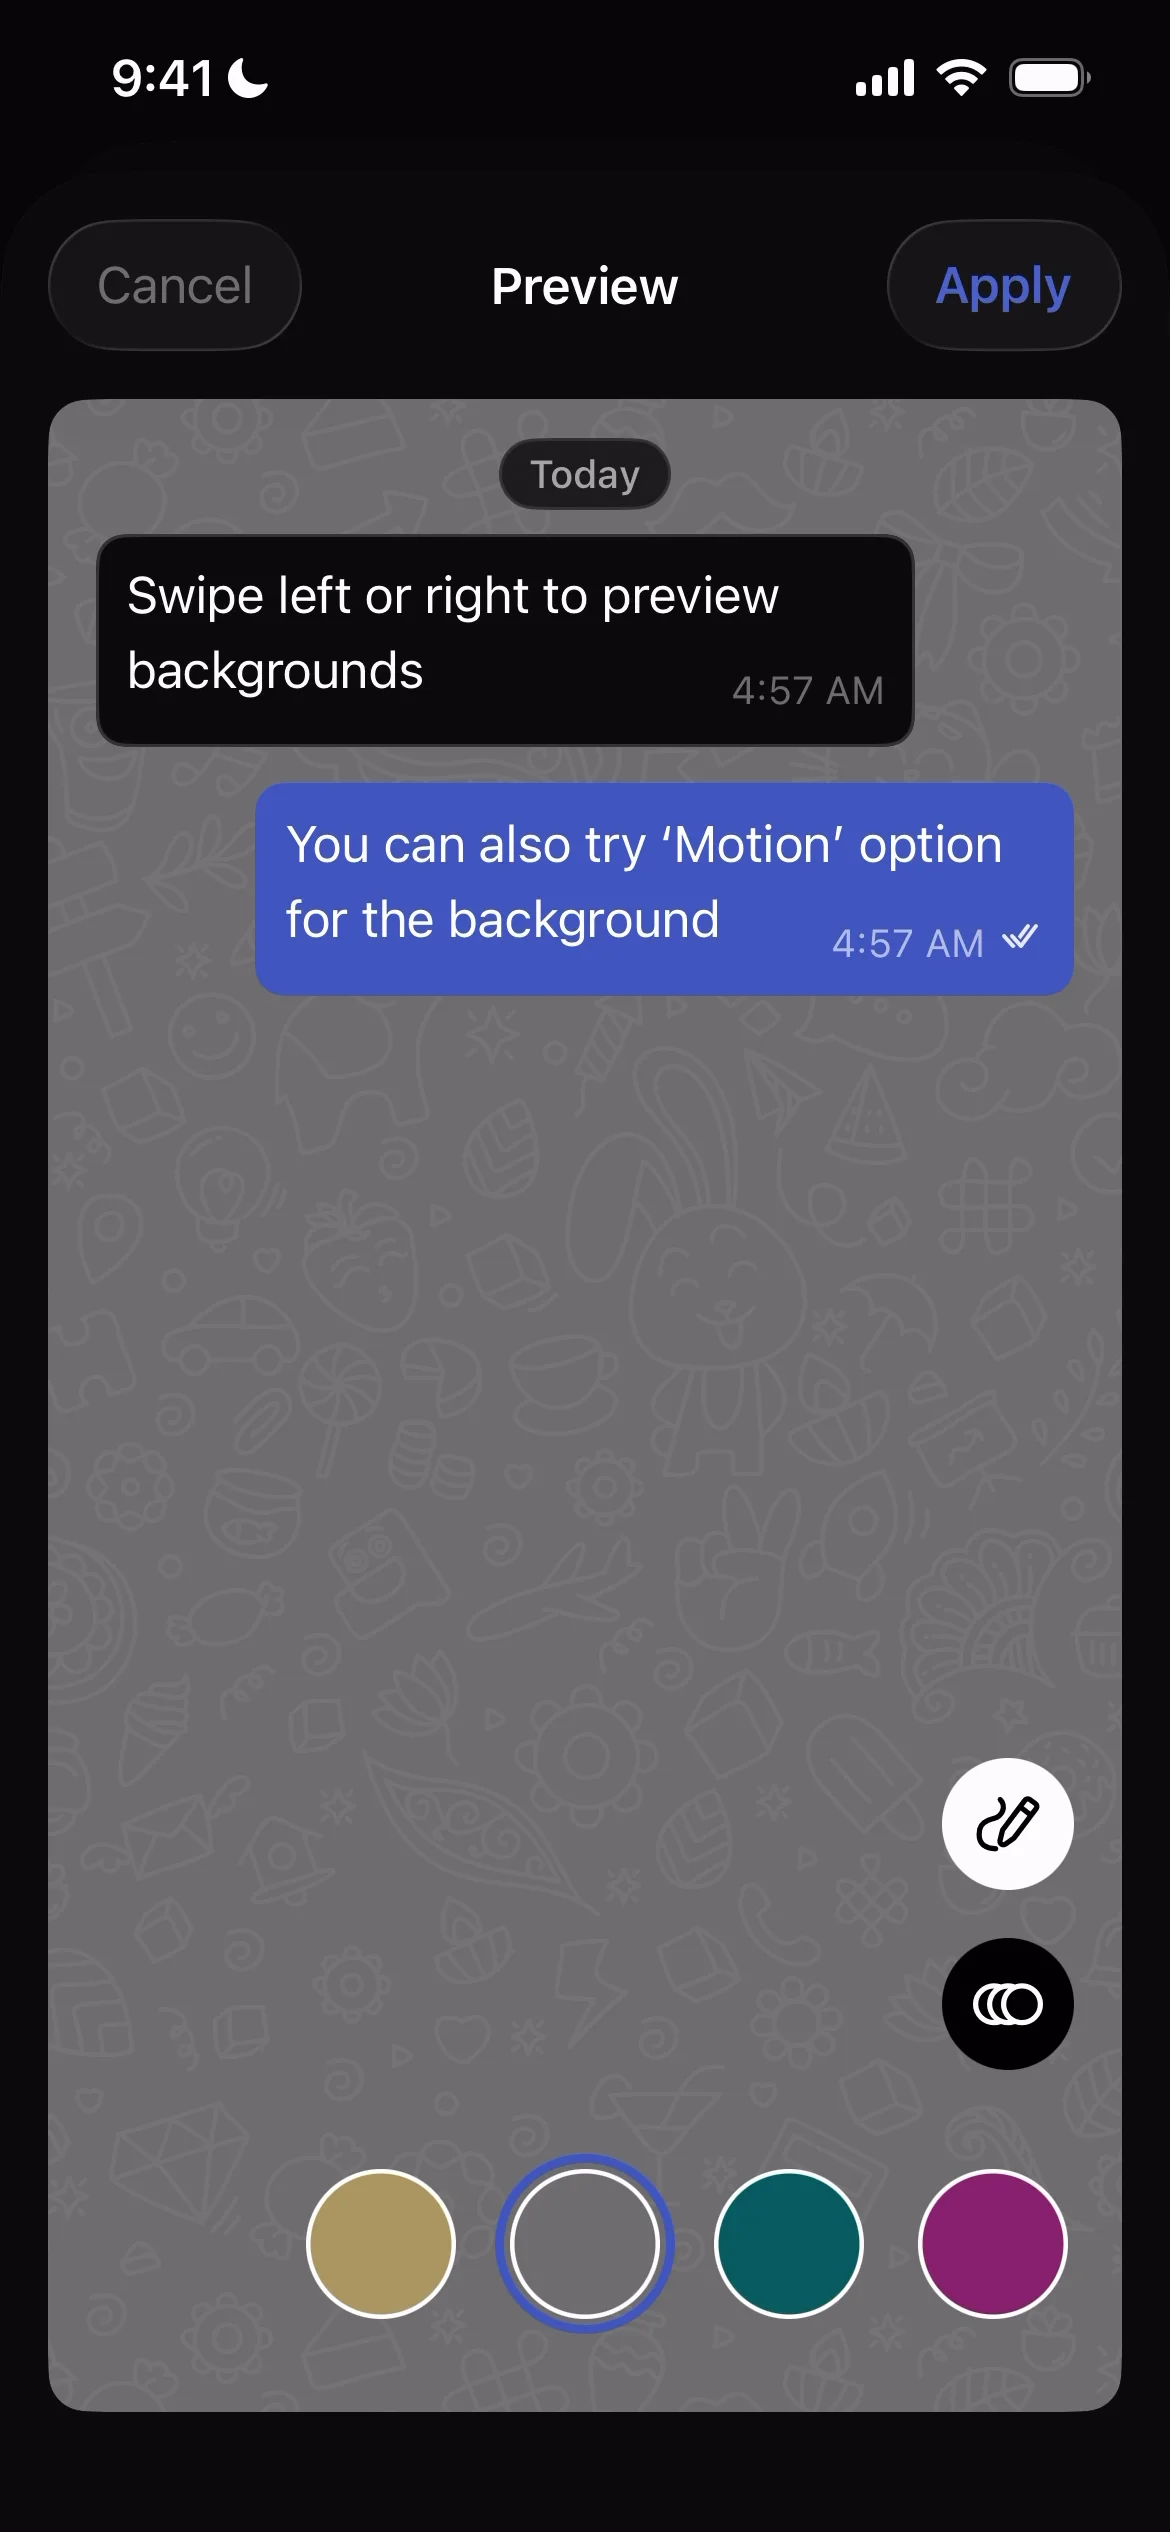 9:41
Cancel
Preview
Apply
Today
Swipe left or right to preview
backgrounds
4:57 AM
You can also try ‘Motion’ option
for the background
4:57 AM